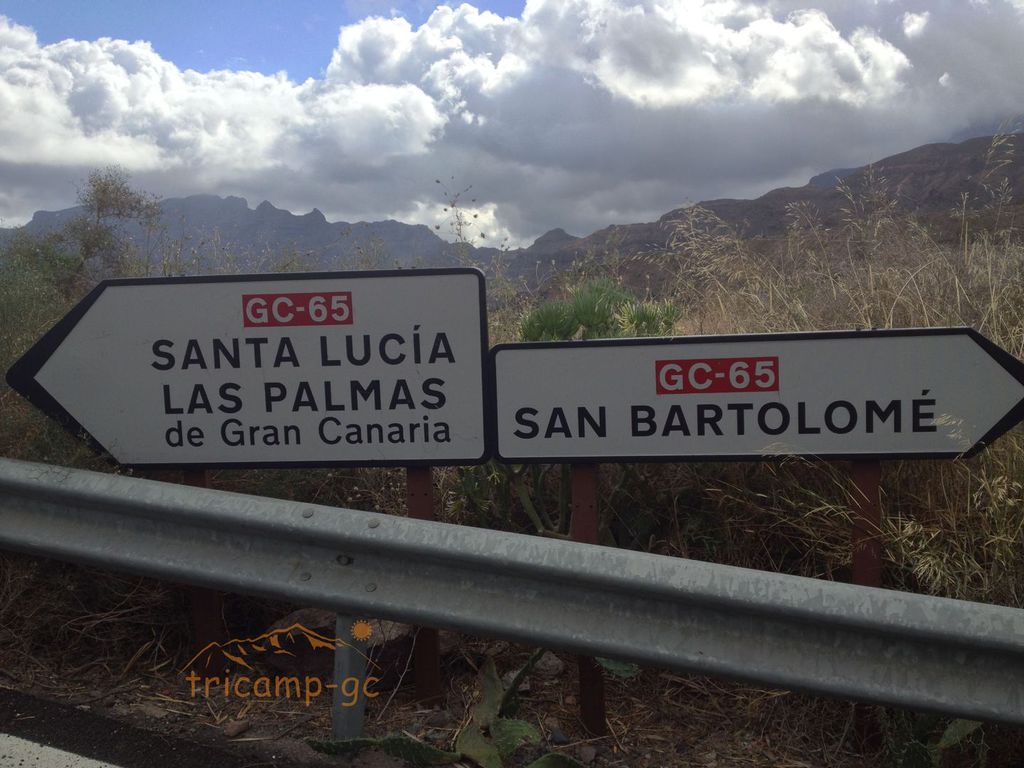 GC-65
SANTA LUCÍA
LAS PALMAS
de Gran Canaria
GC-65
SAN BARTOLOMÉ
tricamp-gc